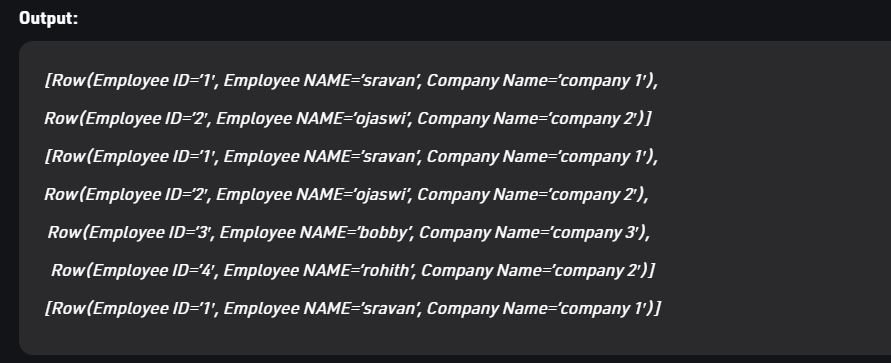 Output:
[Row(Employee ID=’1′, Employee NAME=’sravan’, Company Name=’company 1′),
Row(Employee ID=’2′, Employee NAME=’ojaswi’, Company Name=’company 2′)]
[Row(Employee ID=’1′, Employee NAME=’sravan’, Company Name=’company 1′),
Row(Employee ID=’2′, Employee NAME=’ojaswi’, Company Name=’company 2′),
Row(Employee ID=’3′, Employee NAME=’bobby’, Company Name=’company 3′),
Row(Employee ID=’4′, Employee NAME=’rohith’, Company Name=’company 2′)]
[Row(Employee ID=’1′, Employee NAME=’sravan’, Company Name=’company 1′)]